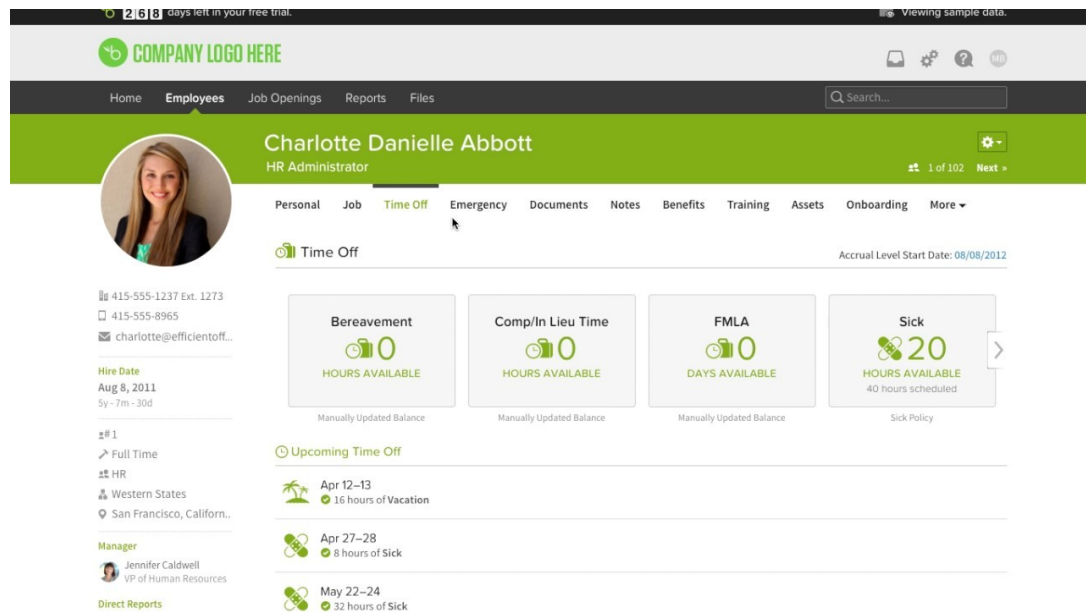 268 days left in your free trial.
Viewing sample data.
COMPANY LOGO HERE
MB
Home Employees Job Openings Reports Files
Search...
Charlotte Danielle Abbott
HR Administrator
1 of 102 Next »
Personal Job Time Off Emergency Documents Notes Benefits Training Assets Onboarding More
Time Off
Accrual Level Start Date: 08/08/2012
415-555-1237 Ext. 1273
415-555-8965
charlotte@efficientoff...
Hire Date
Aug 8, 2011
5y - 7m - 30d
#1
Full Time
HR
Western States
San Francisco, Californ..
Manager
Jennifer Caldwell
VP of Human Resources
Direct Reports
Bereavement
0
HOURS AVAILABLE
Manually Updated Balance
Comp/In Lieu Time
0
HOURS AVAILABLE
Manually Updated Balance
FMLA
0
DAYS AVAILABLE
Manually Updated Balance
Sick
20
HOURS AVAILABLE
40 hours scheduled
Sick Policy
Upcoming Time Off
Apr 12–13
16 hours of Vacation
Apr 27–28
8 hours of Sick
May 22–24
32 hours of Sick